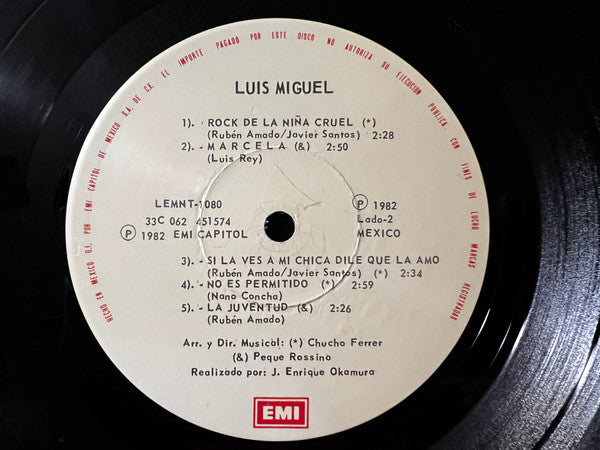 HECHO EN MEXICO D.F. POR EMI CAPITOL DE MEXICO S.A. DE C.V. EL IMPORTE PAGADO POR ESTE DISCO NO AUTORIZA SU EJECUCION PUBLICA CON FINES DE LUCRO MARCAS REGISTRADAS
LUIS MIGUEL
1). - ROCK DE LA NIÑA CRUEL (*)
(Rubén Amado/Javier Santos) 2:28
2). - MARCELA (&) 2:50
(Luis Rey)
LEMNT-1080
33C 062 451574
Ⓟ 1982 EMI CAPITOL
Ⓟ 1982
Lado-2
MEXICO
3). - SI LA VES A MI CHICA DILE QUE LA AMO
(Rubén Amado/Javier Santos) (*) 2:34
4). - NO ES PERMITIDO (*) 2:59
(Nano Concha)
5). - LA JUVENTUD (&) 2:26
(Rubén Amado)
Arr. y Dir. Musical: (*) Chucho Ferrer
(&) Peque Rossino
Realizado por: J. Enrique Okamura
EMI